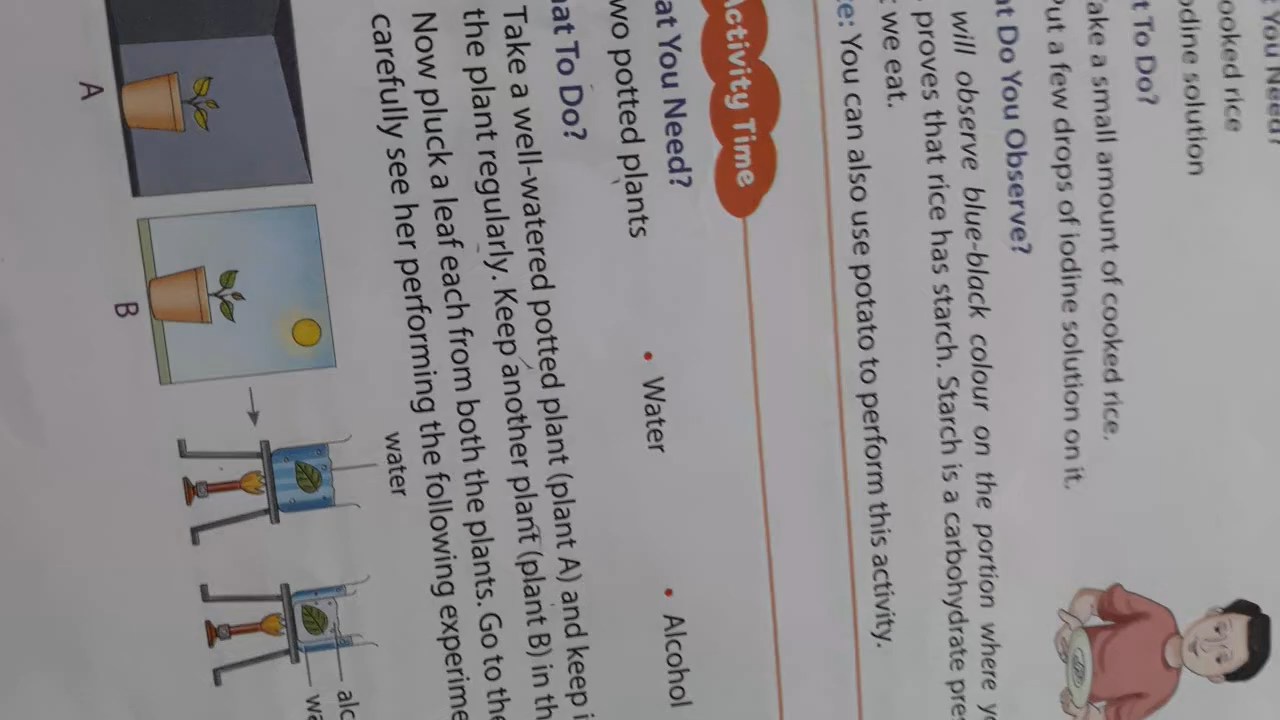 You Need?
ooked rice
odine solution
t To Do?
ake a small amount of cooked rice.
Put a few drops of iodine solution on it.
at Do You Observe?
will observe blue-black colour on the portion where
proves that rice has starch. Starch is a carbohydrate pres
we eat.
e: You can also use potato to perform this activity.
Activity Time
at You Need?
wo potted plants
• Water
• Alcohol
at To Do?
Take a well-watered potted plant (plant A) and keep i
the plant regularly. Keep another plant (plant B) in th
Now pluck a leaf each from both the plants. Go to the
carefully see her performing the following experime
A
B
water
alc
wa